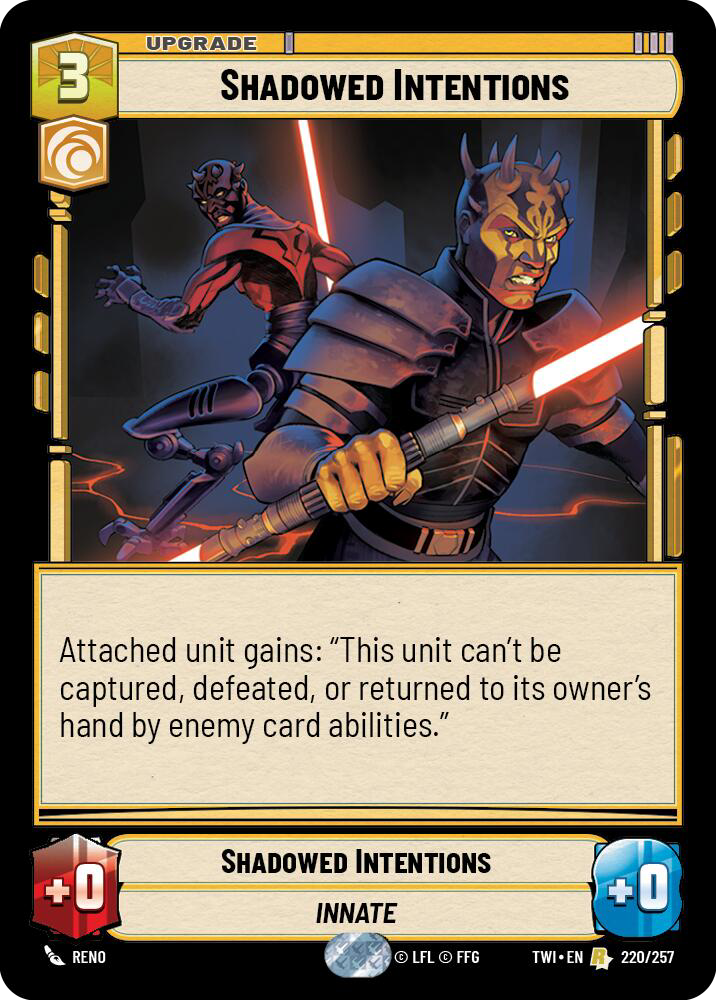 UPGRADE
3
SHADOWED INTENTIONS
Attached unit gains: “This unit can’t be
captured, defeated, or returned to its owner’s
hand by enemy card abilities.”
+0
SHADOWED INTENTIONS
+0
INNATE
RENO
© LFL © FFG
TWI • EN
R
220/257